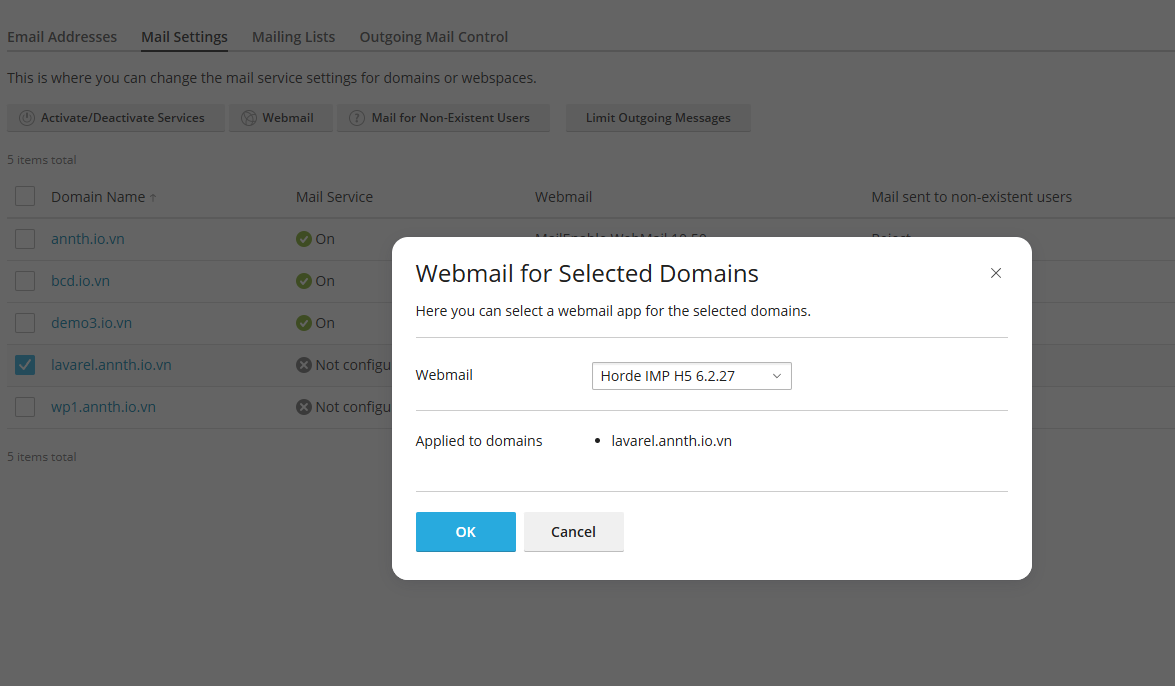 Email Addresses Mail Settings Mailing Lists Outgoing Mail Control
This is where you can change the mail service settings for domains or webspaces.
Activate/Deactivate Services Webmail Mail for Non-Existent Users Limit Outgoing Messages
5 items total
Domain Name ↑ Mail Service Webmail Mail sent to non-existent users
annth.io.vn On MailEnable WebMail 10.50 Reject
bcd.io.vn On
demo3.io.vn On
lavarel.annth.io.vn Not configu
wp1.annth.io.vn Not configu
5 items total
Webmail for Selected Domains
Here you can select a webmail app for the selected domains.
Webmail Horde IMP H5 6.2.27
Applied to domains • lavarel.annth.io.vn
OK Cancel